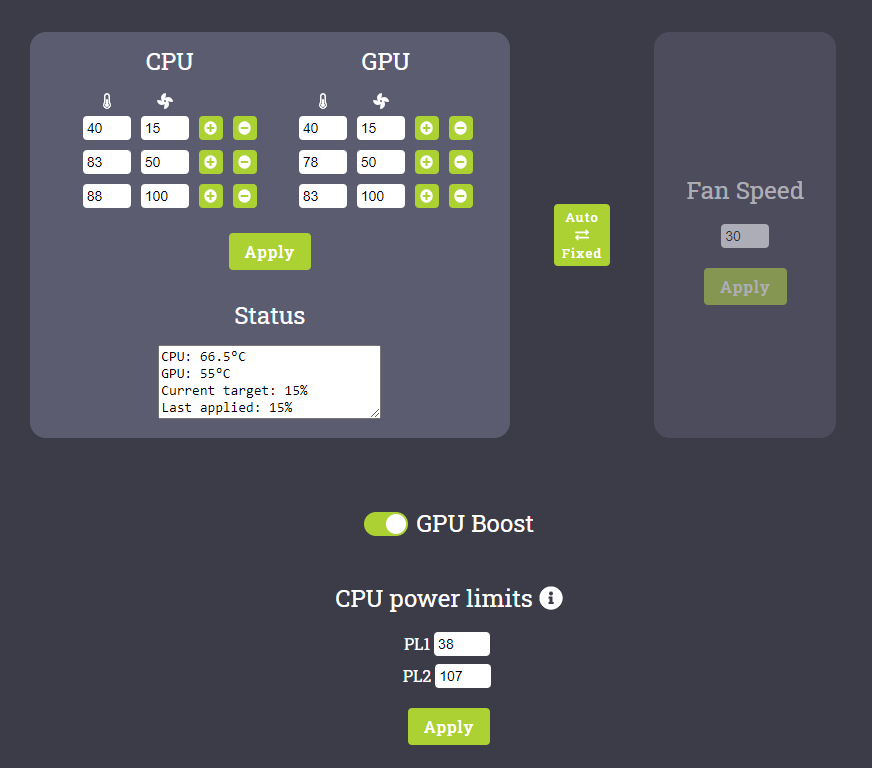 CPU GPU
40 15 40 15
83 50 78 50
88 100 83 100
Apply
Status
CPU: 66.5°C
GPU: 55°C
Current target: 15%
Last applied: 15%
Auto
Fixed
Fan Speed
30
Apply
GPU Boost
CPU power limits
PL1 38
PL2 107
Apply